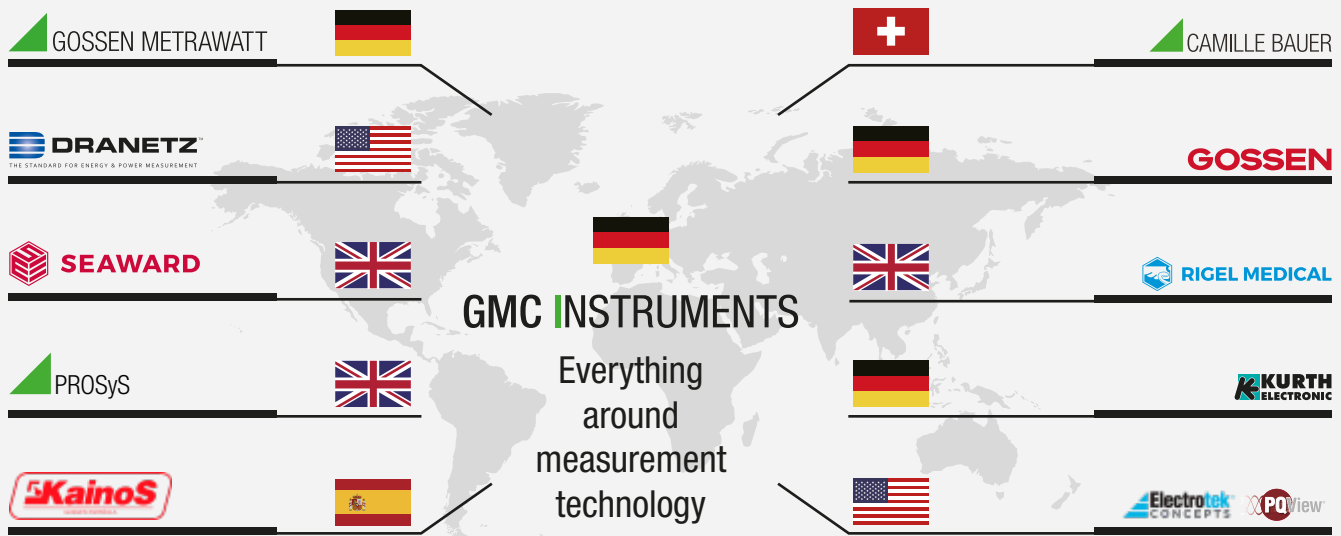 GOSSEN METRAWATT
DRANETZ™
THE STANDARD FOR ENERGY & POWER MEASUREMENT
SEAWARD
PROSyS
KainoS
GMC INSTRUMENTS
Everything
around
measurement
technology
CAMILLE BAUER
GOSSEN
RIGEL MEDICAL
KURTH
ELECTRONIC
Electrotek
CONCEPTS
PQView